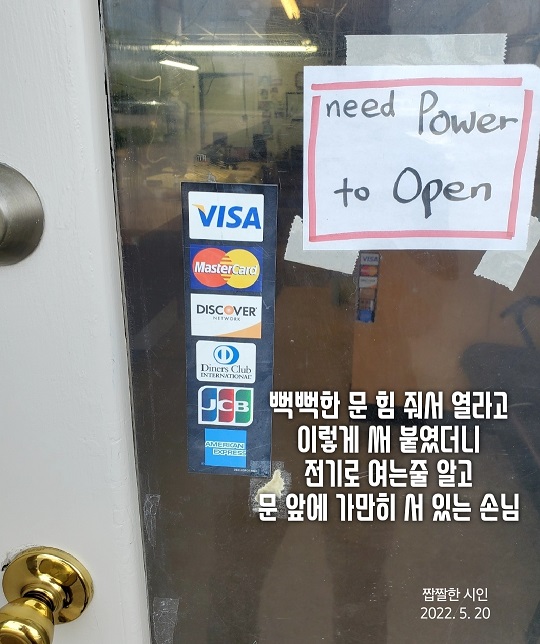 need Power
to Open
VISA
MasterCard
DISCOVER
NETWORK
Diners Club
INTERNATIONAL
JCB
AMERICAN
EXPRESS
뻑뻑한 문 힘 줘서 열라고
이렇게 써 붙였더니
전기로 여는줄 알고
문 앞에 가만히 서 있는 손님
짭짤한 시인
2022. 5. 20